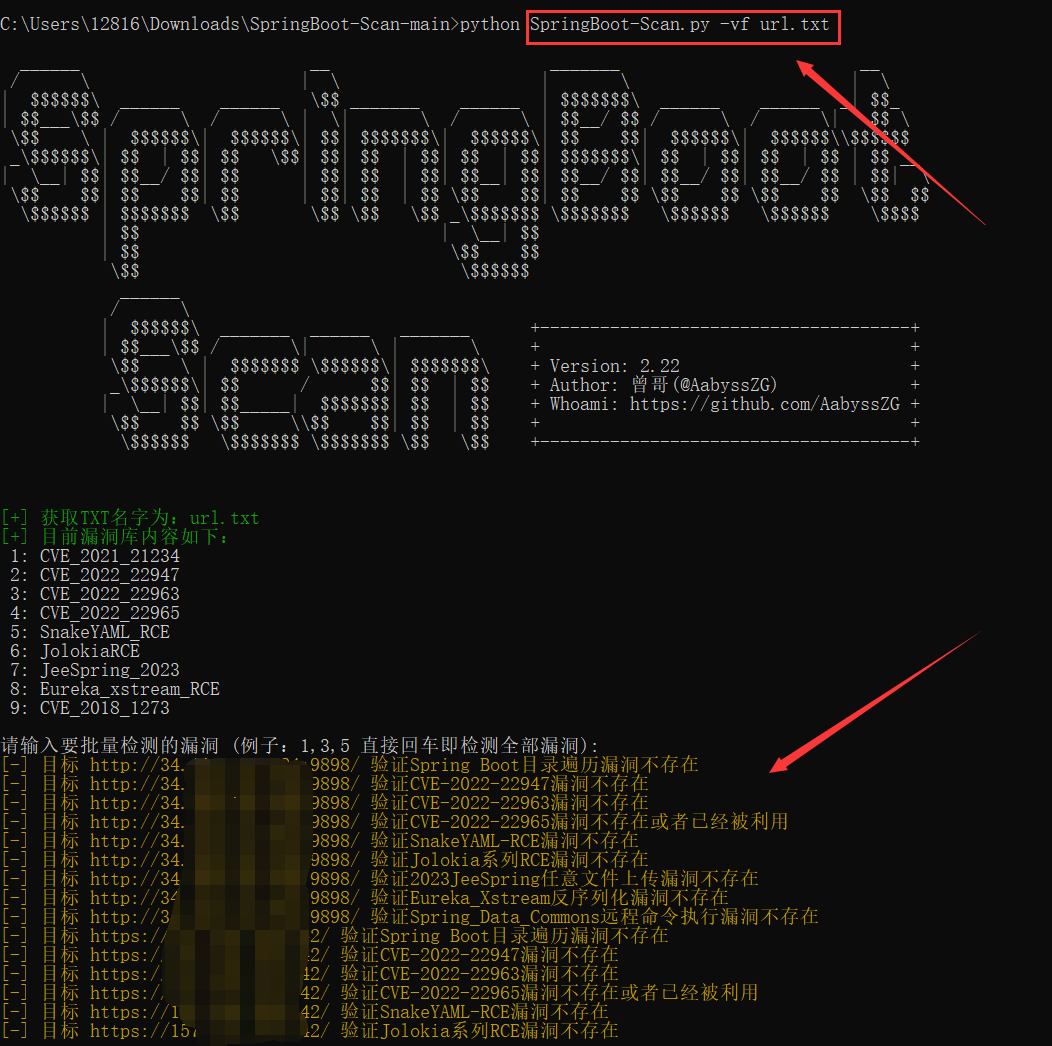 C:\Users\12816\Downloads\SpringBoot-Scan-main>python SpringBoot-Scan.py -vf url.txt
SpringBoot
Scan
+ Version: 2.22 +
+ Author: 曾哥(@AabyssZG) +
+ Whoami: https://github.com/AabyssZG +
[+] 获取TXT名字为: url.txt
[+] 目前漏洞库内容如下:
1: CVE_2021_21234
2: CVE_2022_22947
3: CVE_2022_22963
4: CVE_2022_22965
5: SnakeYAML_RCE
6: JolokiaRCE
7: JeeSpring_2023
8: Eureka_xstream_RCE
9: CVE_2018_1273
请输入要批量检测的漏洞 (例子: 1,3,5 直接回车即检测全部漏洞):
[-] 目标 http://34. 9898/ 验证Spring Boot目录遍历漏洞不存在
[-] 目标 http://34. 9898/ 验证CVE-2022-22947漏洞不存在
[-] 目标 http://34. 9898/ 验证CVE-2022-22963漏洞不存在
[-] 目标 http://34. 9898/ 验证CVE-2022-22965漏洞不存在或者已经被利用
[-] 目标 http://34. 9898/ 验证SnakeYAML-RCE漏洞不存在
[-] 目标 http://34. 9898/ 验证Jolokia系列RCE漏洞不存在
[-] 目标 http://34 9898/ 验证2023JeeSpring任意文件上传漏洞不存在
[-] 目标 http://34 9898/ 验证Eureka_Xstream反序列化漏洞不存在
[-] 目标 http://3 9898/ 验证Spring_Data_Commons远程命令执行漏洞不存在
[-] 目标 https:/ 2/ 验证Spring Boot目录遍历漏洞不存在
[-] 目标 https:/ 42/ 验证CVE-2022-22947漏洞不存在
[-] 目标 https:/ 42/ 验证CVE-2022-22963漏洞不存在
[-] 目标 https:/ 42/ 验证CVE-2022-22965漏洞不存在或者已经被利用
[-] 目标 https://1 42/ 验证SnakeYAML-RCE漏洞不存在
[-] 目标 https://157 42/ 验证Jolokia系列RCE漏洞不存在